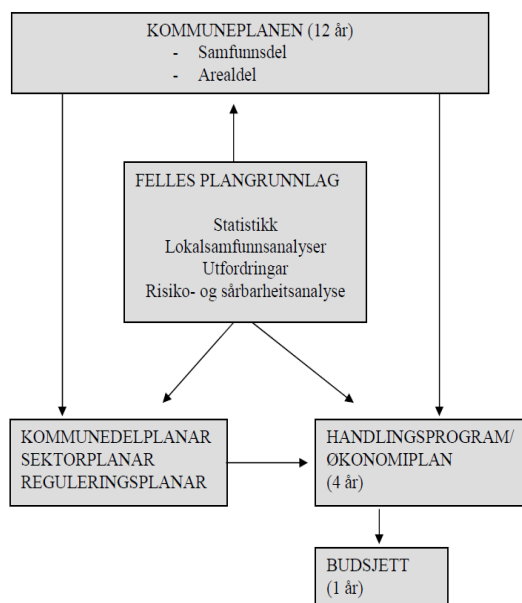 KOMMUNEPLANEN (12 år)
- Samfunnsdel
- Arealdel
FELLES PLANGRUNNLAG
Statistikk
Lokalsamfunnsanalyser
Utfordringar
Risiko- og sårbarheitsanalyse
KOMMUNEDELPLANAR
SEKTORPLANAR
REGULERINGSPLANAR
HANDLINGSPROGRAM/
ØKONOMIPLAN
(4 år)
BUDSJETT
(1 år)